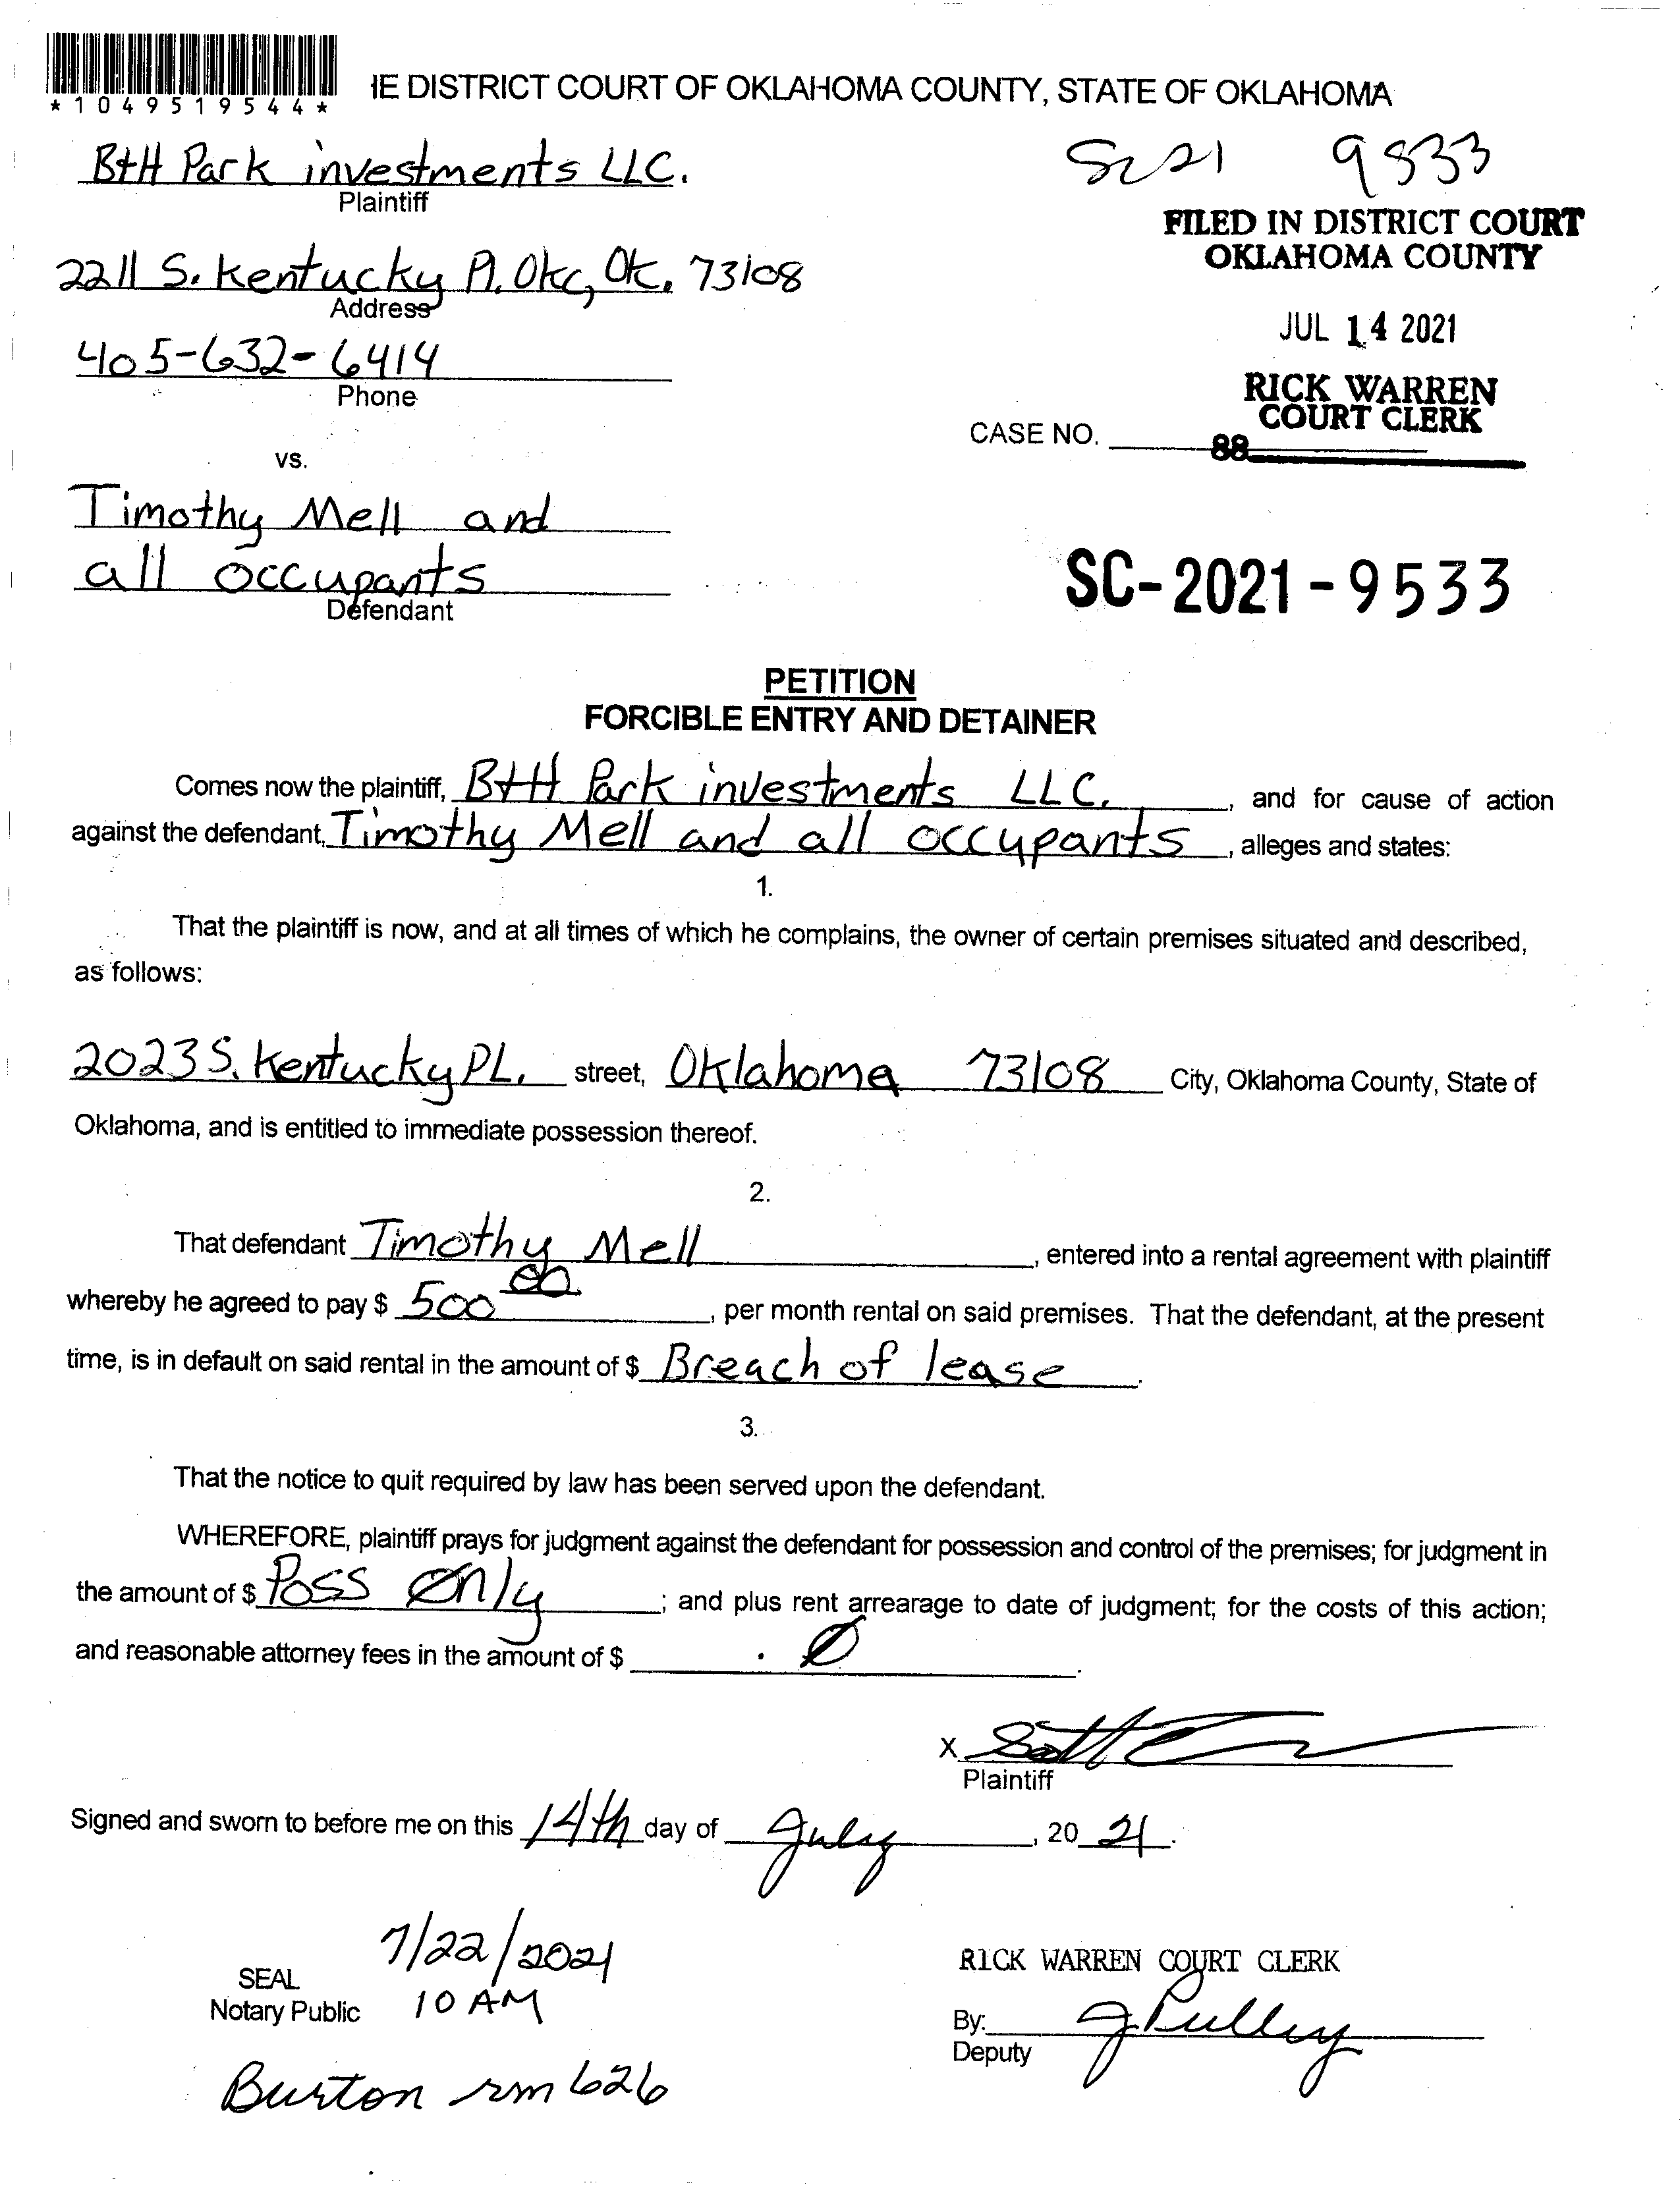 *1049519544*
IE DISTRICT COURT OF OKLAHOMA COUNTY, STATE OF OKLAHOMA
B+H Park investments LLC.
Plaintiff
SC21 9533
FILED IN DISTRICT COURT
OKLAHOMA COUNTY
2211 S. Kentucky Pl. Okc, Ok. 73108
Address
JUL 14 2021
405-632-6414
Phone
RICK WARREN
COURT CLERK
CASE NO.
88
vs.
Timothy Mell and
all occupants
Defendant
SC-2021-9533
PETITION
FORCIBLE ENTRY AND DETAINER
Comes now the plaintiff, B+H Park investments LLC. , and for cause of action
against the defendant, Timothy Mell and all occupants , alleges and states:
1.
That the plaintiff is now, and at all times of which he complains, the owner of certain premises situated and described,
as follows:
2023 S. Kentucky PL. street, Oklahoma 73108 City, Oklahoma County, State of
Oklahoma, and is entitled to immediate possession thereof.
2.
That defendant Timothy Mell , entered into a rental agreement with plaintiff
whereby he agreed to pay $ 500 00 , per month rental on said premises. That the defendant, at the present
time, is in default on said rental in the amount of $ Breach of lease .
3.
That the notice to quit required by law has been served upon the defendant.
WHEREFORE, plaintiff prays for judgment against the defendant for possession and control of the premises; for judgment in
the amount of $ Poss Only ; and plus rent arrearage to date of judgment; for the costs of this action;
and reasonable attorney fees in the amount of $ . Ø .
X
Plaintiff
Signed and sworn to before me on this 14th day of July , 20 21 .
7/22/2021
SEAL
Notary Public 10 AM
RICK WARREN COURT CLERK
By: J Pulley
Deputy
Burton rm 626